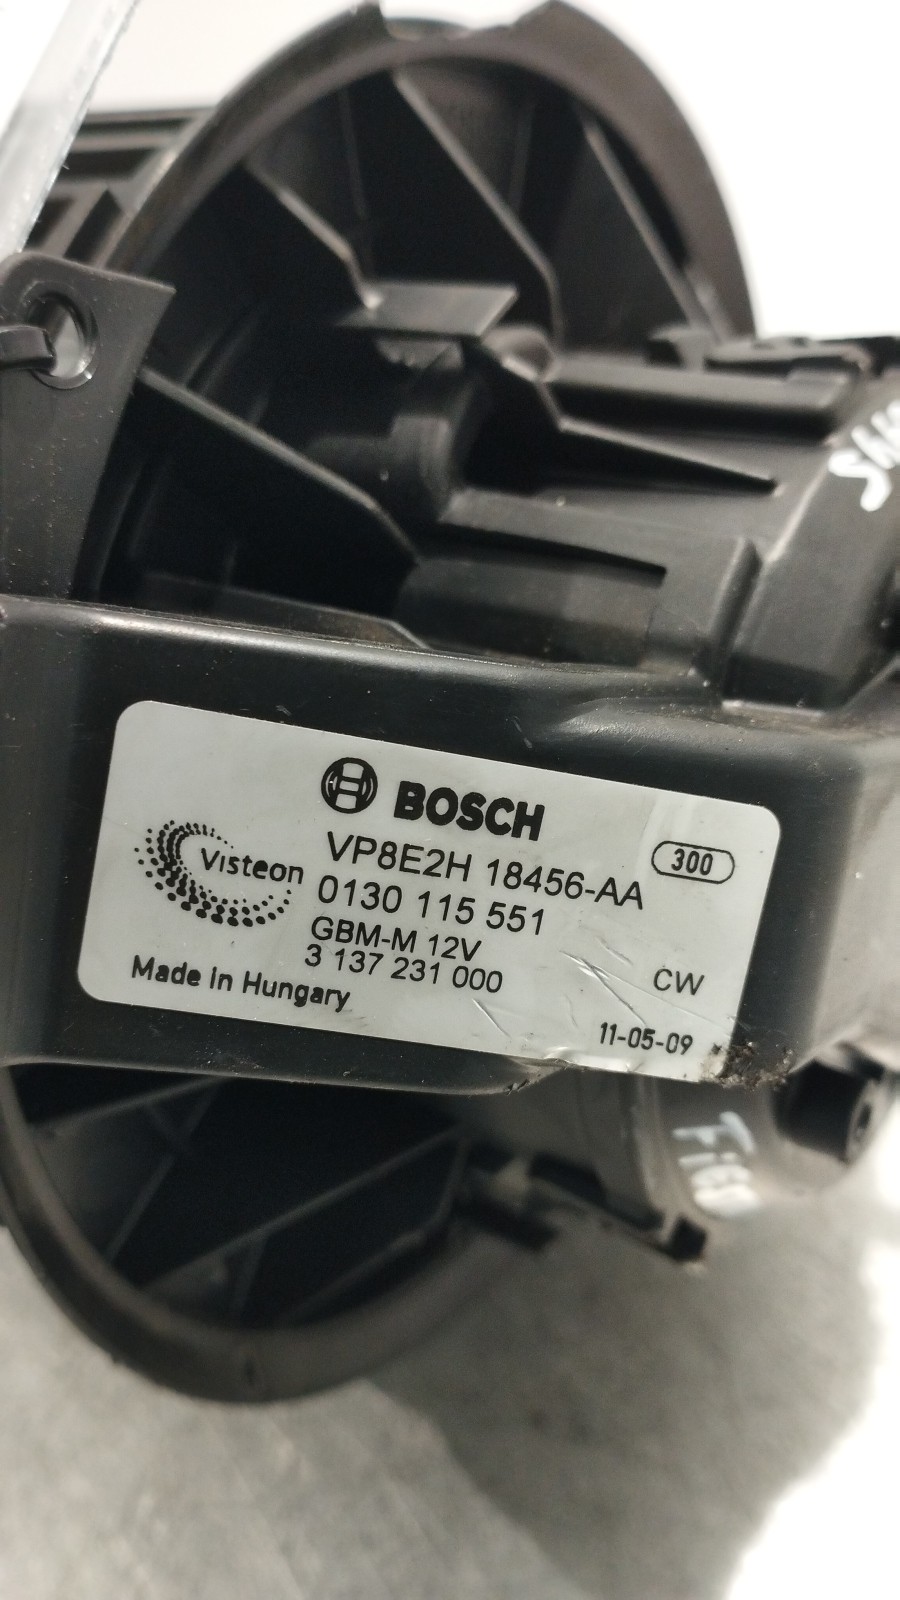 BOSCH
Visteon
VP8E2H 18456-AA
300
0130 115 551
GBM-M 12V
3 137 231 000
CW
Made in Hungary
11-05-09